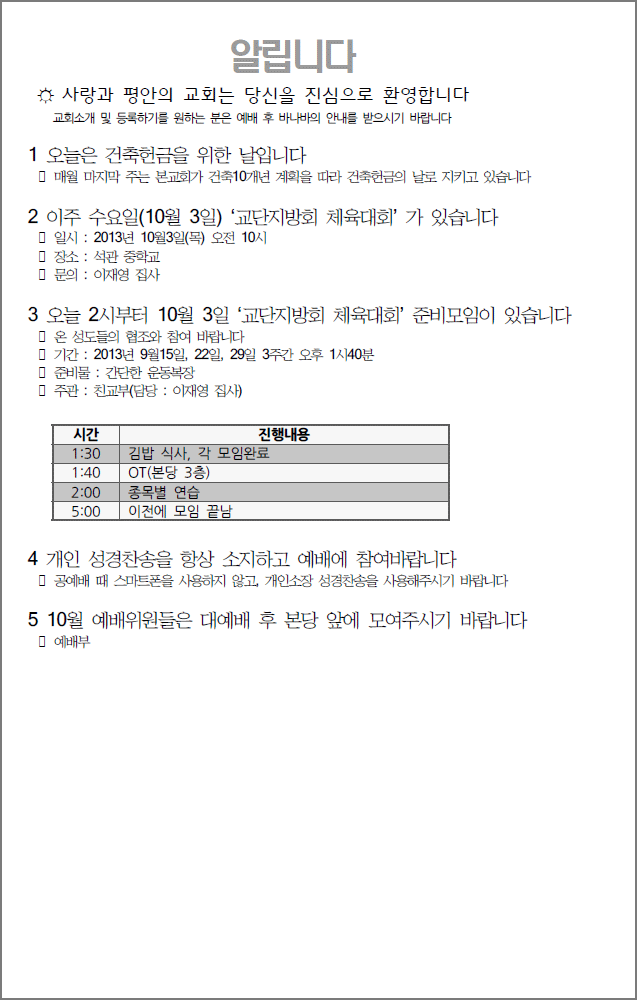 알립니다
☼ 사랑과 평안의 교회는 당신을 진심으로 환영합니다
교회소개 및 등록하기를 원하는 분은 예배 후 바나바의 안내를 받으시기 바랍니다
1 오늘은 건축헌금을 위한 날입니다
▯ 매월 마지막 주는 본교회가 건축10개년 계획을 따라 건축헌금의 날로 지키고 있습니다
2 이주 수요일(10월 3일) ‘교단지방회 체육대회’ 가 있습니다
▯ 일시 : 2013년 10월3일(목) 오전 10시
▯ 장소 : 석관 중학교
▯ 문의 : 이재영 집사
3 오늘 2시부터 10월 3일 ‘교단지방회 체육대회’ 준비모임이 있습니다
▯ 온 성도들의 협조와 참여 바랍니다
▯ 기간 : 2013년 9월15일, 22일, 29일 3주간 오후 1시40분
▯ 준비물 : 간단한 운동복장
▯ 주관 : 친교부(담당 : 이재영 집사)
시간 진행내용
1:30 김밥 식사, 각 모임완료
1:40 OT(본당 3층)
2:00 종목별 연습
5:00 이전에 모임 끝남
4 개인 성경찬송을 항상 소지하고 예배에 참여바랍니다
▯ 공예배 때 스마트폰을 사용하지 않고, 개인소장 성경찬송을 사용해주시기 바랍니다
5 10월 예배위원들은 대예배 후 본당 앞에 모여주시기 바랍니다
▯ 예배부